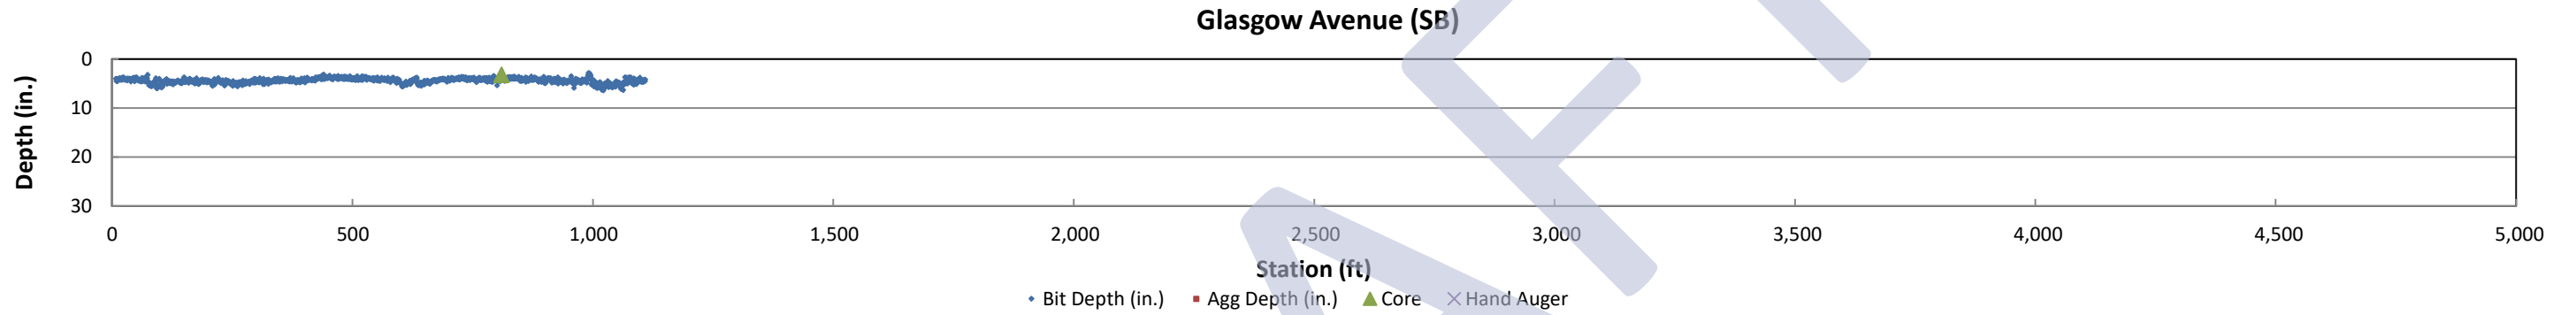 Glasgow Avenue (SB)
0
10
20
30
Depth (in.)
0 500 1,000 1,500 2,000 2,500 3,000 3,500 4,000 4,500 5,000
Station (ft)
Bit Depth (in.) Agg Depth (in.) Core Hand Auger